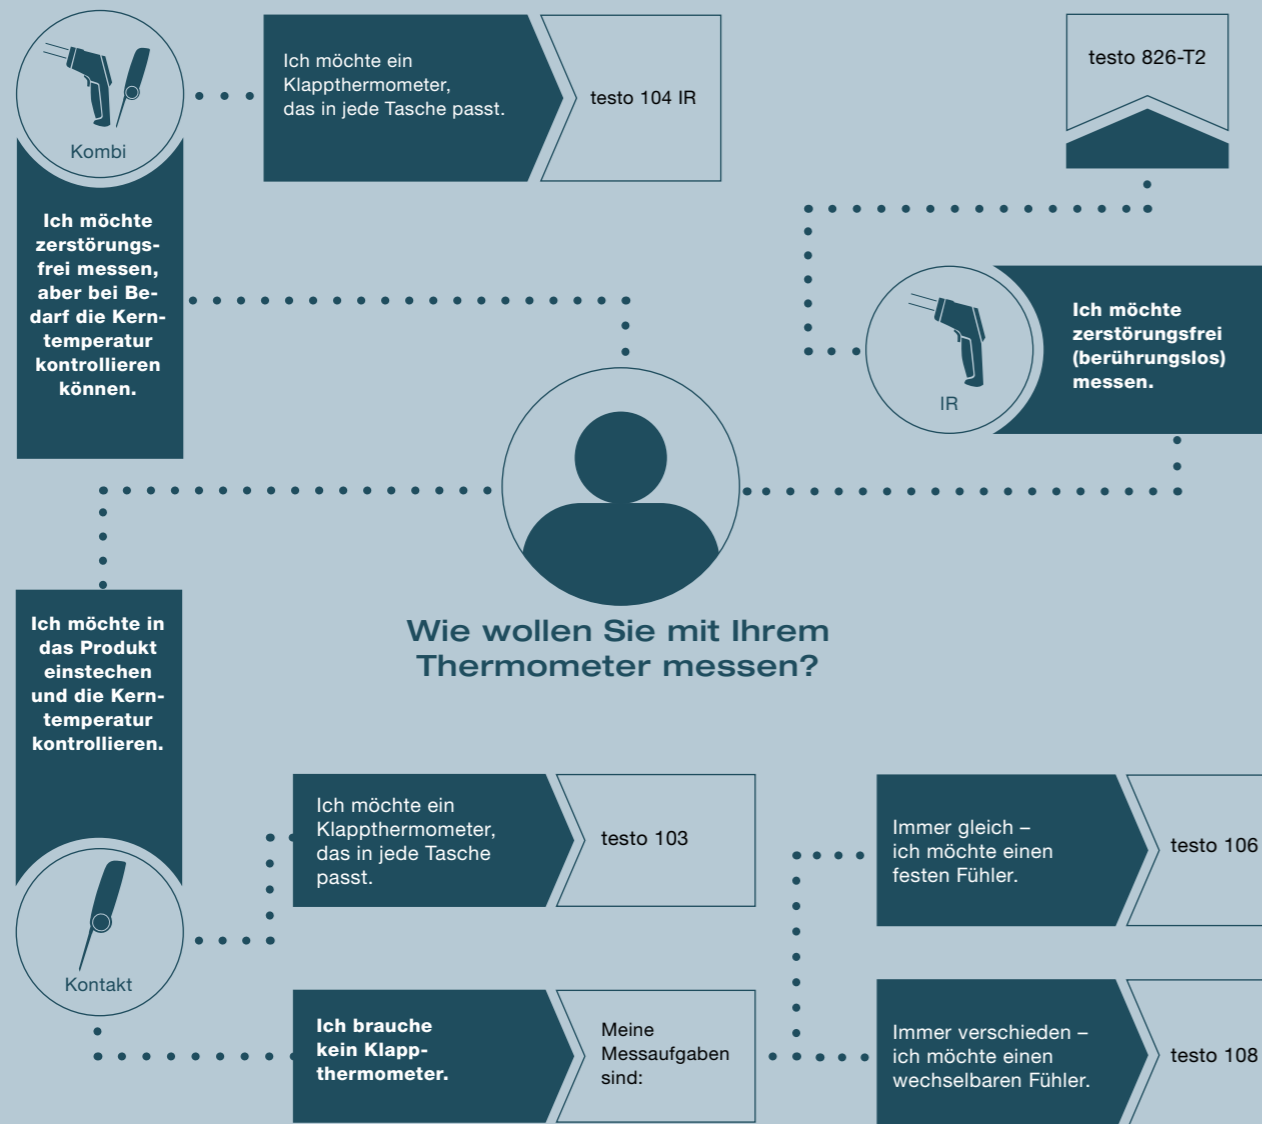 Kombi
Ich möchte
zerstörungs-
frei messen,
aber bei Be-
darf die Kern-
temperatur
kontrollieren
können.
Ich möchte ein
Klappthermometer,
das in jede Tasche passt.
testo 104 IR
testo 826-T2
IR
Ich möchte
zerstörungsfrei
(berührungslos)
messen.
Wie wollen Sie mit Ihrem
Thermometer messen?
Ich möchte in
das Produkt
einstechen
und die Kern-
temperatur
kontrollieren.
Kontakt
Ich möchte ein
Klappthermometer,
das in jede Tasche
passt.
testo 103
Ich brauche
kein Klapp-
thermometer.
Meine
Messaufgaben
sind:
Immer gleich –
ich möchte einen
festen Fühler.
testo 106
Immer verschieden –
ich möchte einen
wechselbaren Fühler.
testo 108